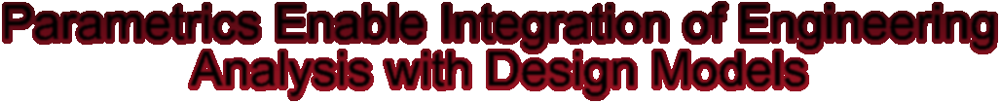 Parametrics Enable Integration of Engineering
Analysis with Design Models